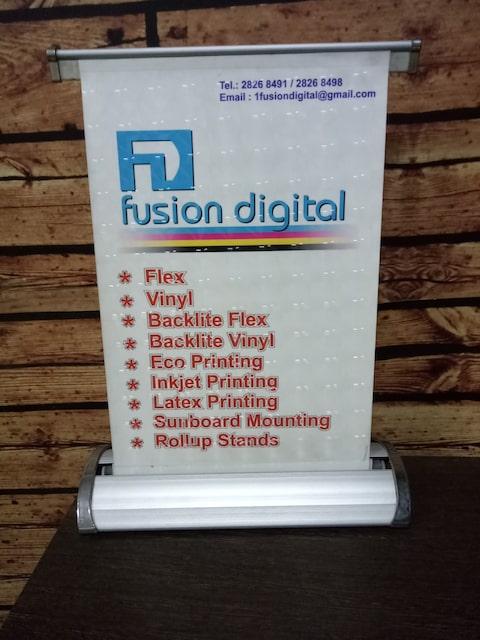 Tel.: 2826 8491 / 2826 8498
Email : 1fusiondigital@gmail.com
fusion digital
* Flex
* Vinyl
* Backlite Flex
* Backlite Vinyl
* Eco Printing
* Inkjet Printing
* Latex Printing
* Sunboard Mounting
* Rollup Stands